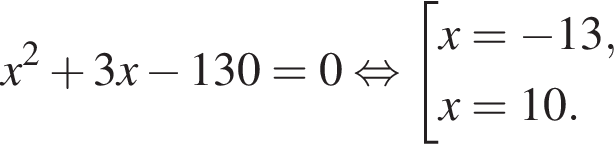 x² + 3x − 130 = 0 ⇔ [ x = −13,
x = 10.